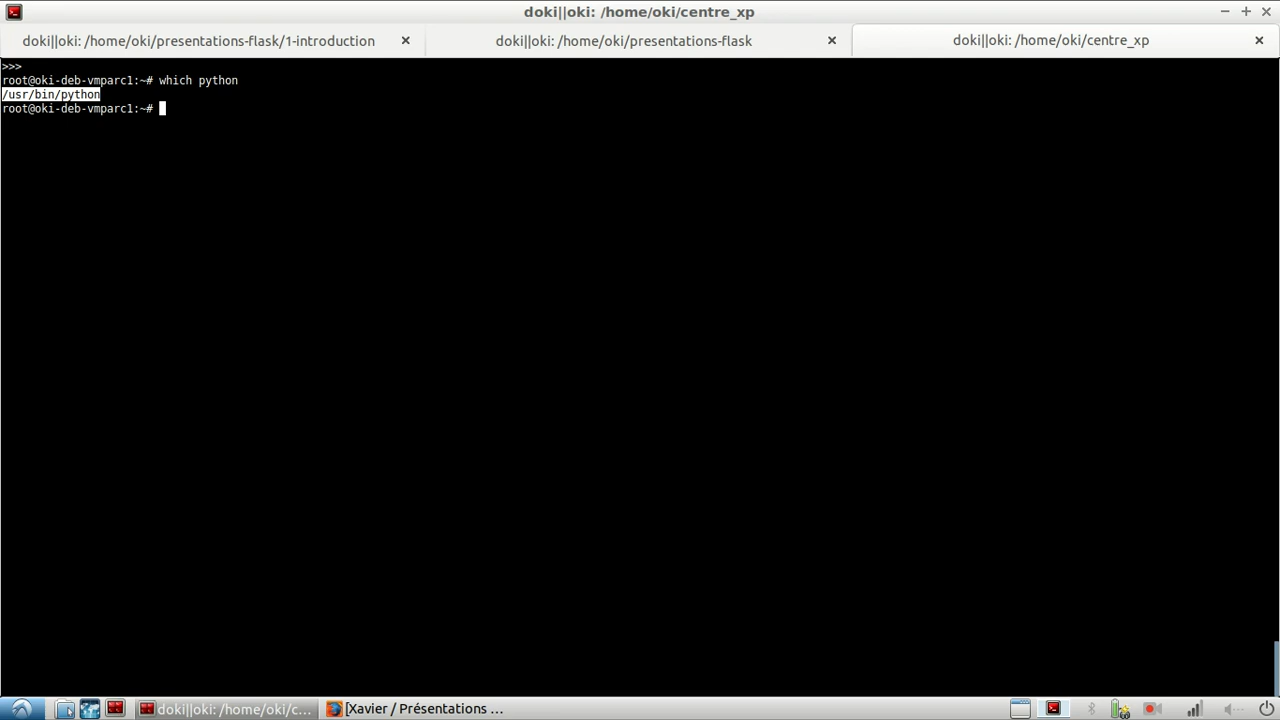 doki||oki: /home/oki/centre_xp
doki||oki: /home/oki/presentations-flask/1-introduction
doki||oki: /home/oki/presentations-flask
doki||oki: /home/oki/centre_xp
>>>
root@oki-deb-vmparc1:~# which python
/usr/bin/python
root@oki-deb-vmparc1:~#
doki||oki: /home/oki/c...
[Xavier / Présentations ...